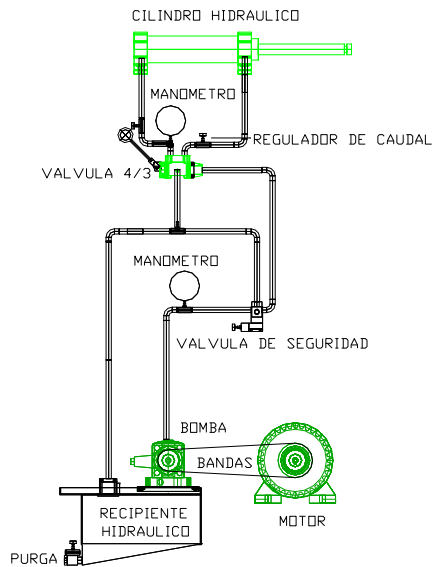 CILINDRO HIDRAULICO
MANOMETRO
REGULADOR DE CAUDAL
VALVULA 4/3
MANOMETRO
VALVULA DE SEGURIDAD
BOMBA
BANDAS
RECIPIENTE
HIDRAULICO
MOTOR
PURGA